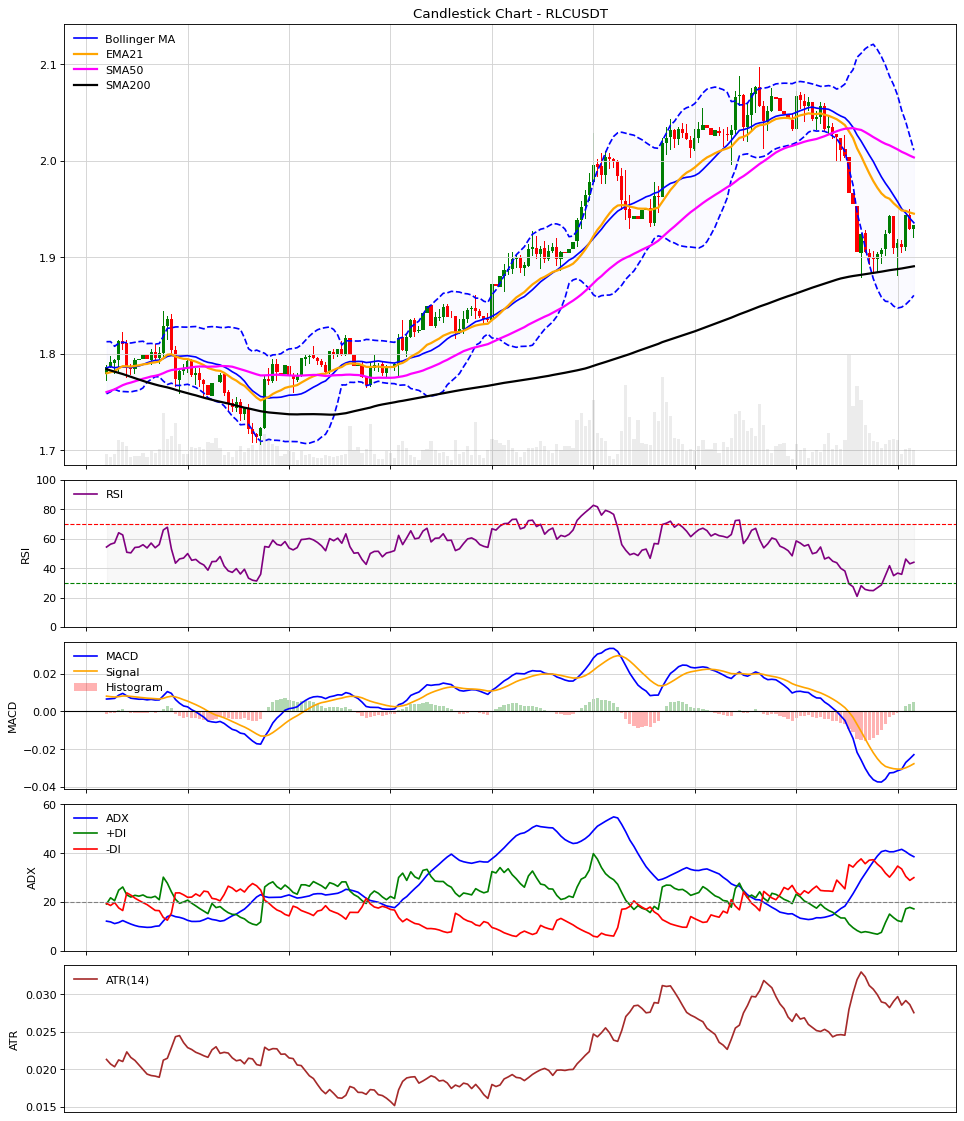 Candlestick Chart - RLCUSDT
Bollinger MA
EMA21
SMA50
SMA200
2.1
2.0
1.9
1.8
1.7
RSI
100
80
60
40
20
0
RSI
MACD
Signal
Histogram
0.02
0.00
−0.02
−0.04
MACD
ADX
+DI
-DI
60
40
20
0
ADX
ATR(14)
0.030
0.025
0.020
0.015
ATR